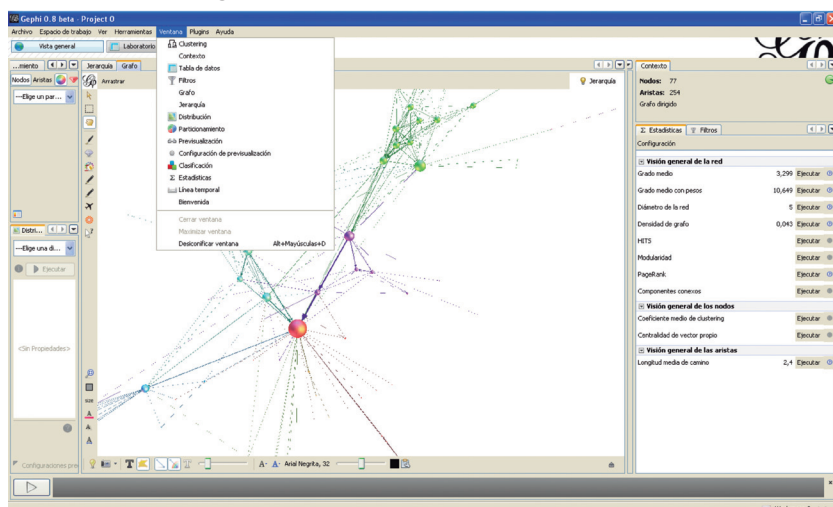 Gephi 0.8 beta - Project 0
Archivo Espacio de trabajo Ver Herramientas Ventana Plugins Ayuda
Vista general
Laboratorio
Clustering
Contexto
Tabla de datos
Filtros
Grafo
Jerarquía
Distribución
Particionamiento
Previsualización
Configuración de previsualización
Clasificación
Estadísticas
Línea temporal
Bienvenida
Cerrar ventana
Maximizar ventana
Desiconificar ventana Alt+Mayúsculas+D
...miento
Nodos Aristas
---Elige un par...
Distri...
---Elige una di...
Ejecutar
<Sin Propiedades>
Configuraciones pre
Jerarquía Grafo
Arrastrar
Jerarquía
A- A- Arial Negrita, 32
Contexto
Nodos: 77
Aristas: 254
Grafo dirigido
Σ Estadísticas Filtros
Configuración
Visión general de la red
Grado medio 3,299 Ejecutar
Grado medio con pesos 10,649 Ejecutar
Diámetro de la red 5 Ejecutar
Densidad de grafo 0,043 Ejecutar
HITS Ejecutar
Modularidad Ejecutar
PageRank Ejecutar
Componentes conexos Ejecutar
Visión general de los nodos
Coeficiente medio de clustering Ejecutar
Centralidad de vector propio Ejecutar
Visión general de las aristas
Longitud media de camino 2,4 Ejecutar